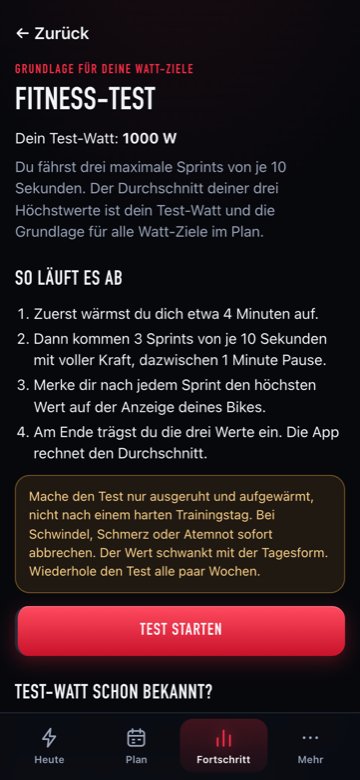 ← Zurück
GRUNDLAGE FÜR DEINE WATT-ZIELE
FITNESS-TEST
Dein Test-Watt: 1000 W
Du fährst drei maximale Sprints von je 10
Sekunden. Der Durchschnitt deiner drei
Höchstwerte ist dein Test-Watt und die
Grundlage für alle Watt-Ziele im Plan.
SO LÄUFT ES AB
1. Zuerst wärmst du dich etwa 4 Minuten auf.
2. Dann kommen 3 Sprints von je 10 Sekunden
mit voller Kraft, dazwischen 1 Minute Pause.
3. Merke dir nach jedem Sprint den höchsten
Wert auf der Anzeige deines Bikes.
4. Am Ende trägst du die drei Werte ein. Die App
rechnet den Durchschnitt.
Mache den Test nur ausgeruht und aufgewärmt,
nicht nach einem harten Trainingstag. Bei
Schwindel, Schmerz oder Atemnot sofort
abbrechen. Der Wert schwankt mit der Tagesform.
Wiederhole den Test alle paar Wochen.
TEST STARTEN
TEST-WATT SCHON BEKANNT?
Heute
Plan
Fortschritt
Mehr